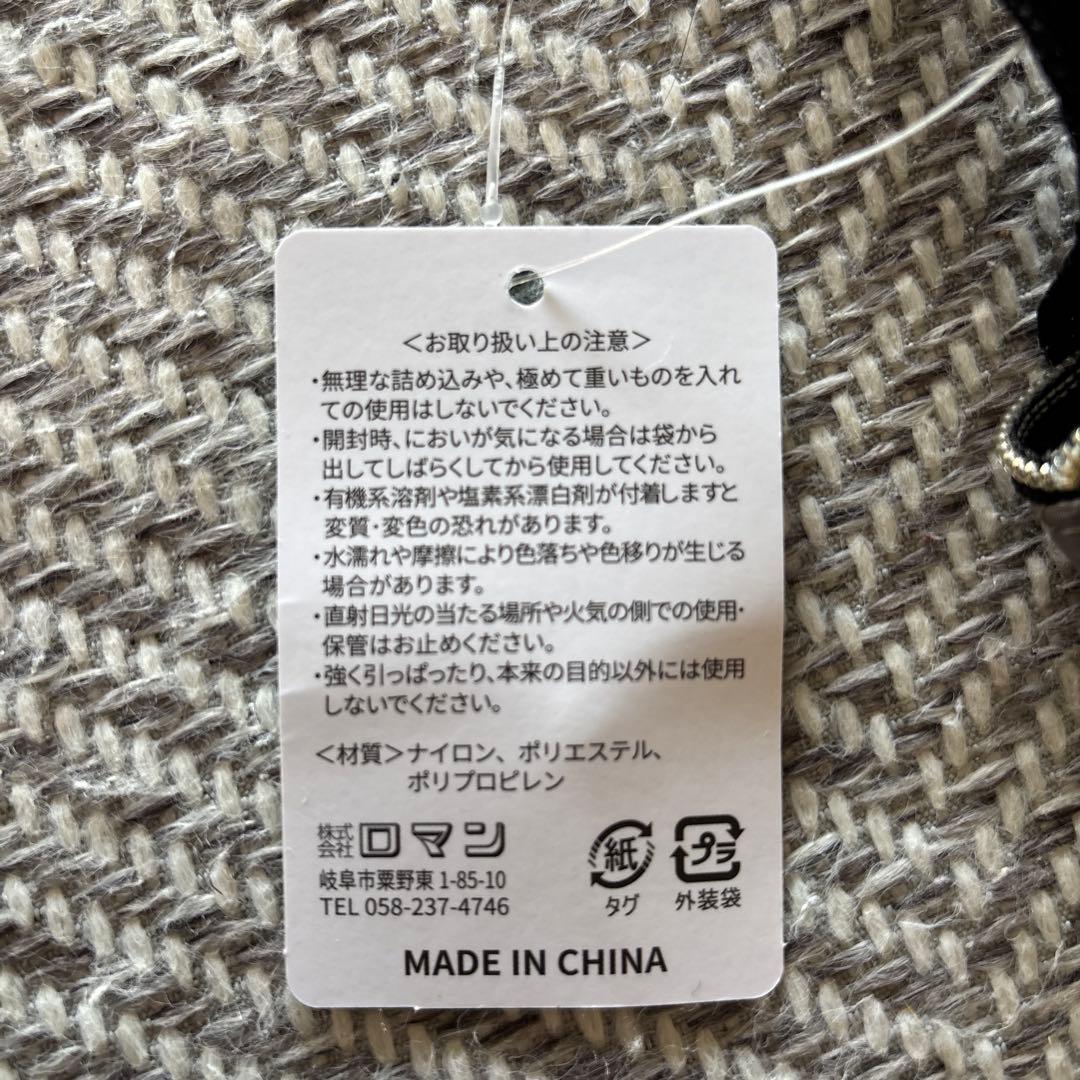 ＜お取り扱い上の注意＞
・無理な詰め込みや、極めて重いものを入れ
ての使用はしないでください。
・開封時、においが気になる場合は袋から
出してしばらくしてから使用してください。
・有機系溶剤や塩素系漂白剤が付着しますと
変質・変色の恐れがあります。
・水濡れや摩擦により色落ちや色移りが生じる
場合があります。
・直射日光の当たる場所や火気の側での使用・
保管はお止めください。
・強く引っぱったり、本来の目的以外には使用
しないでください。
＜材質＞ナイロン、ポリエステル、
ポリプロピレン
株式会社ロマン
岐阜市粟野東 1-85-10
TEL 058-237-4746
紙
タグ
プラ
外装袋
MADE IN CHINA